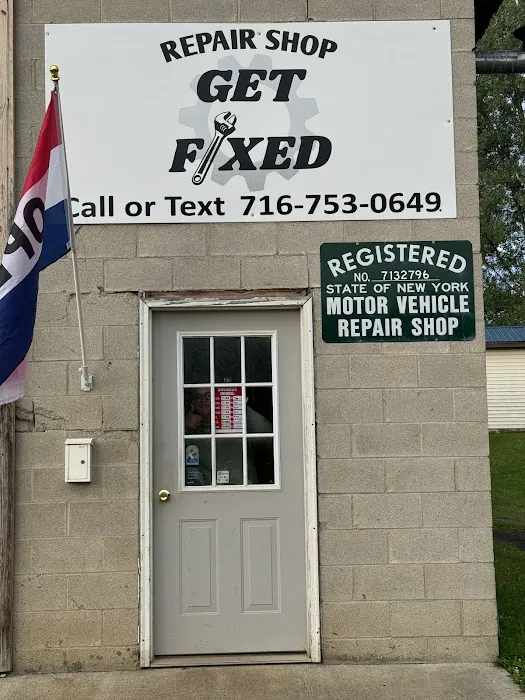 REPAIR SHOP
GET
FIXED
Call or Text 716-753-0649
REGISTERED
NO. 7132796
STATE OF NEW YORK
MOTOR VEHICLE
REPAIR SHOP